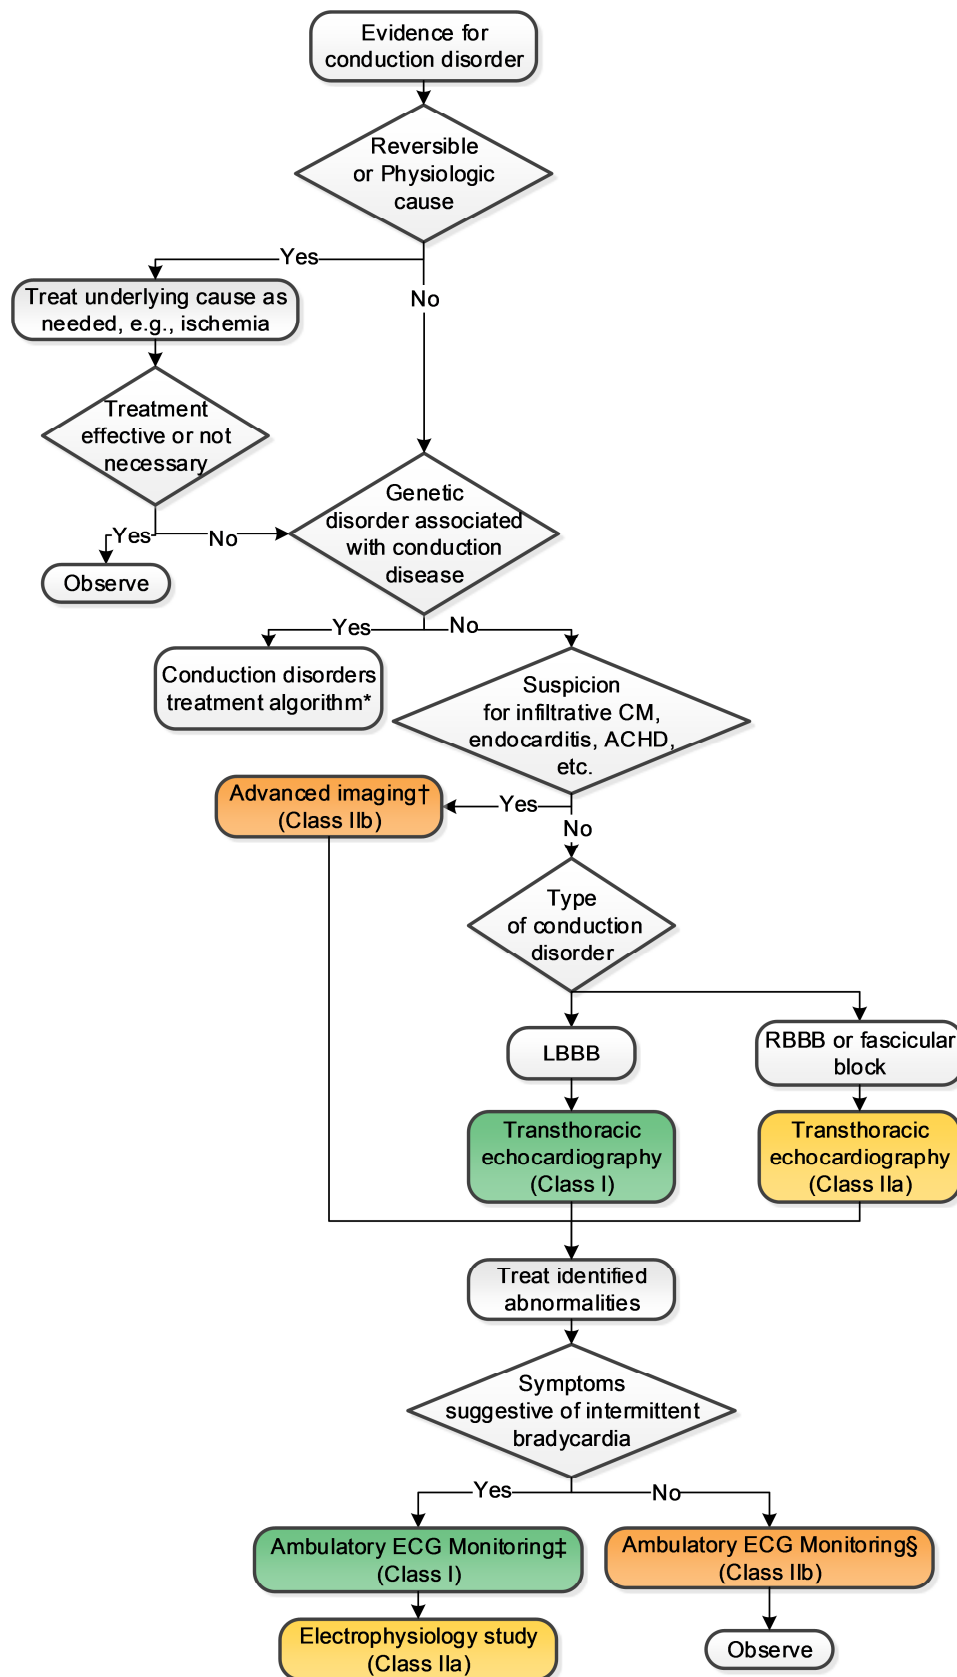 Evidence for
conduction disorder
Reversible
or Physiologic
cause
Yes
No
Treat underlying cause as
needed, e.g., ischemia
Treatment
effective or not
necessary
Yes
No
Observe
Genetic
disorder associated
with conduction
disease
Yes
No
Conduction disorders
treatment algorithm*
Suspicion
for infiltrative CM,
endocarditis, ACHD,
etc.
Yes
No
Advanced imaging†
(Class IIb)
Type
of conduction
disorder
LBBB
RBBB or fascicular
block
Transthoracic
echocardiography
(Class I)
Transthoracic
echocardiography
(Class IIa)
Treat identified
abnormalities
Symptoms
suggestive of intermittent
bradycardia
Yes
No
Ambulatory ECG Monitoring‡
(Class I)
Ambulatory ECG Monitoring§
(Class IIb)
Electrophysiology study
(Class IIa)
Observe